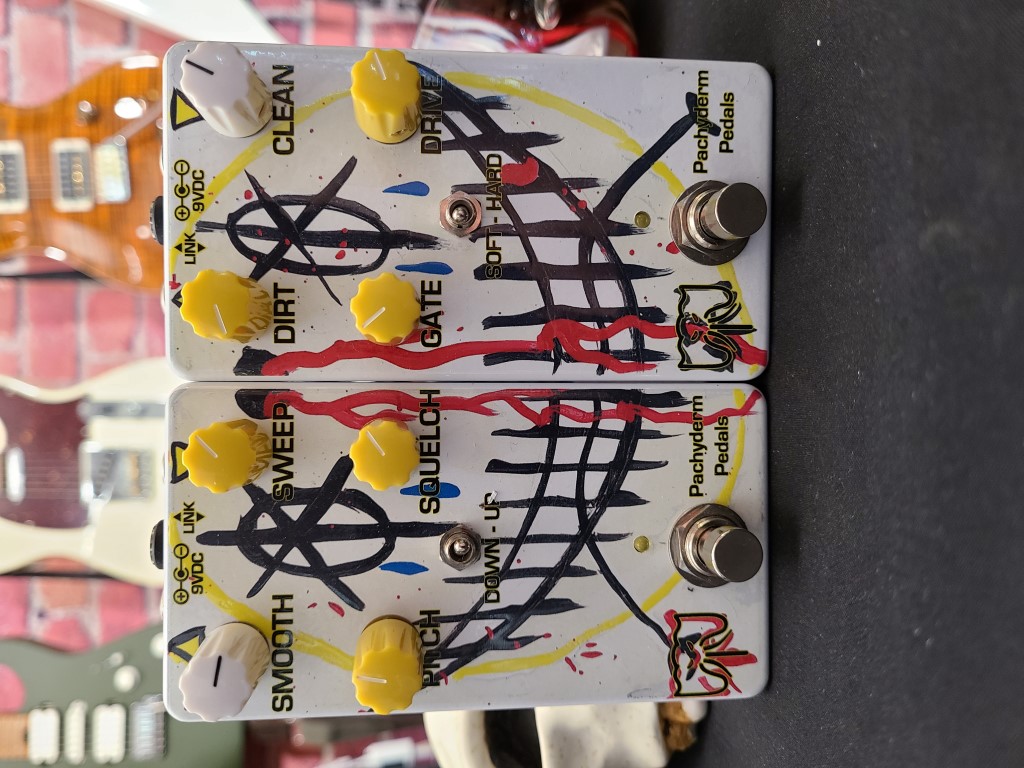 9VDC
LINK
SMOOTH
SWEEP
PITCH
SQUELCH
DOWN - UP
Pachyderm
Pedals
LINK
9VDC
DIRT
CLEAN
GATE
DRIVE
SOFT - HARD
Pachyderm
Pedals